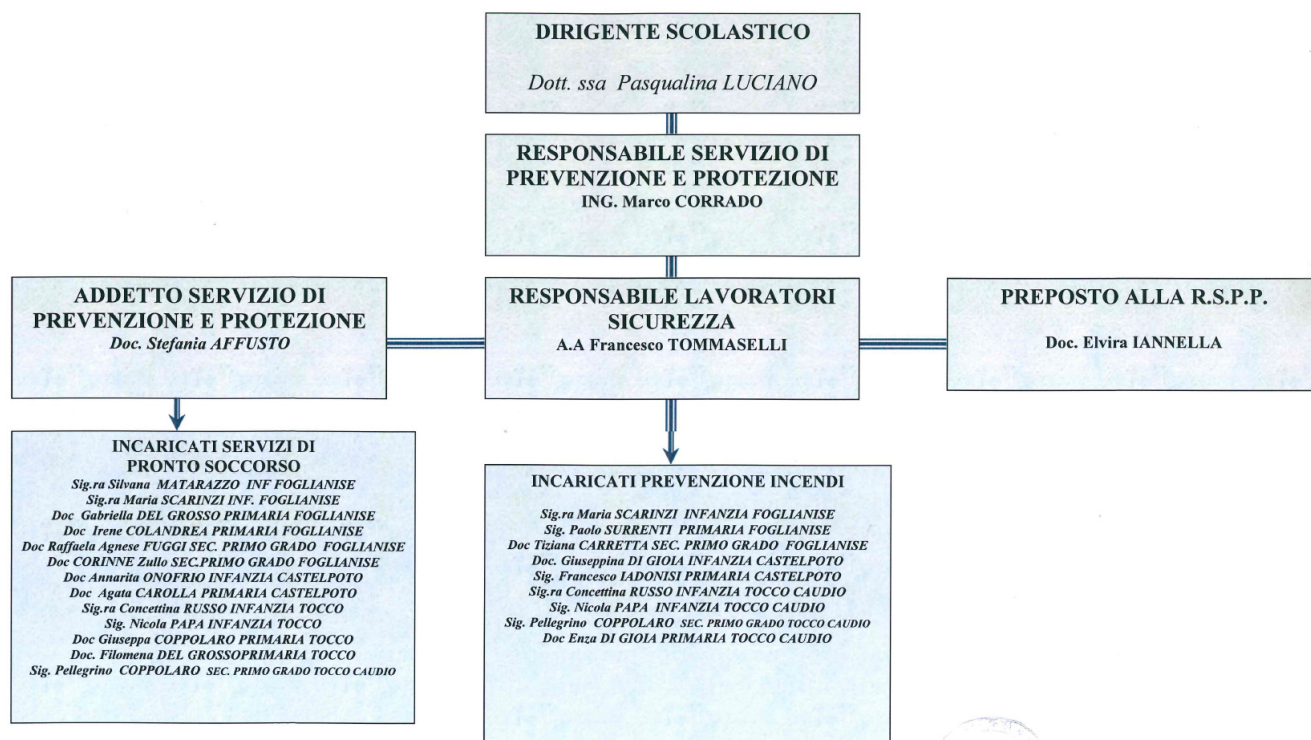 DIRIGENTE SCOLASTICO
Dott. ssa Pasqualina LUCIANO
RESPONSABILE SERVIZIO DI
PREVENZIONE E PROTEZIONE
ING. Marco CORRADO
ADDETTO SERVIZIO DI
PREVENZIONE E PROTEZIONE
Doc. Stefania AFFUSTO
RESPONSABILE LAVORATORI
SICUREZZA
A.A Francesco TOMMASELLI
PREPOSTO ALLA R.S.P.P.
Doc. Elvira IANNELLA
INCARICATI SERVIZI DI
PRONTO SOCCORSO
Sig.ra Silvana MATARAZZO INF FOGLIANISE
Sig.ra Maria SCARINZI INF. FOGLIANISE
Doc Gabriella DEL GROSSO PRIMARIA FOGLIANISE
Doc Irene COLANDREA PRIMARIA FOGLIANISE
Doc Raffaela Agnese FUGGI SEC. PRIMO GRADO FOGLIANISE
Doc CORINNE Zullo SEC.PRIMO GRADO FOGLIANISE
Doc Annarita ONOFRIO INFANZIA CASTELPOTO
Doc Agata CAROLLA PRIMARIA CASTELPOTO
Sig.ra Concettina RUSSO INFANZIA TOCCO
Sig. Nicola PAPA INFANZIA TOCCO
Doc Giuseppa COPPOLARO PRIMARIA TOCCO
Doc. Filomena DEL GROSSOPRIMARIA TOCCO
Sig. Pellegrino COPPOLARO SEC. PRIMO GRADO TOCCO CAUDIO
INCARICATI PREVENZIONE INCENDI
Sig.ra Maria SCARINZI INFANZIA FOGLIANISE
Sig. Paolo SURRENTI PRIMARIA FOGLIANISE
Doc Tiziana CARRETTA SEC. PRIMO GRADO FOGLIANISE
Doc. Giuseppina DI GIOIA INFANZIA CASTELPOTO
Sig. Francesco IADONISI PRIMARIA CASTELPOTO
Sig.ra Concettina RUSSO INFANZIA TOCCO CAUDIO
Sig. Nicola PAPA INFANZIA TOCCO CAUDIO
Sig. Pellegrino COPPOLARO SEC. PRIMO GRADO TOCCO CAUDIO
Doc Enza DI GIOIA PRIMARIA TOCCO CAUDIO